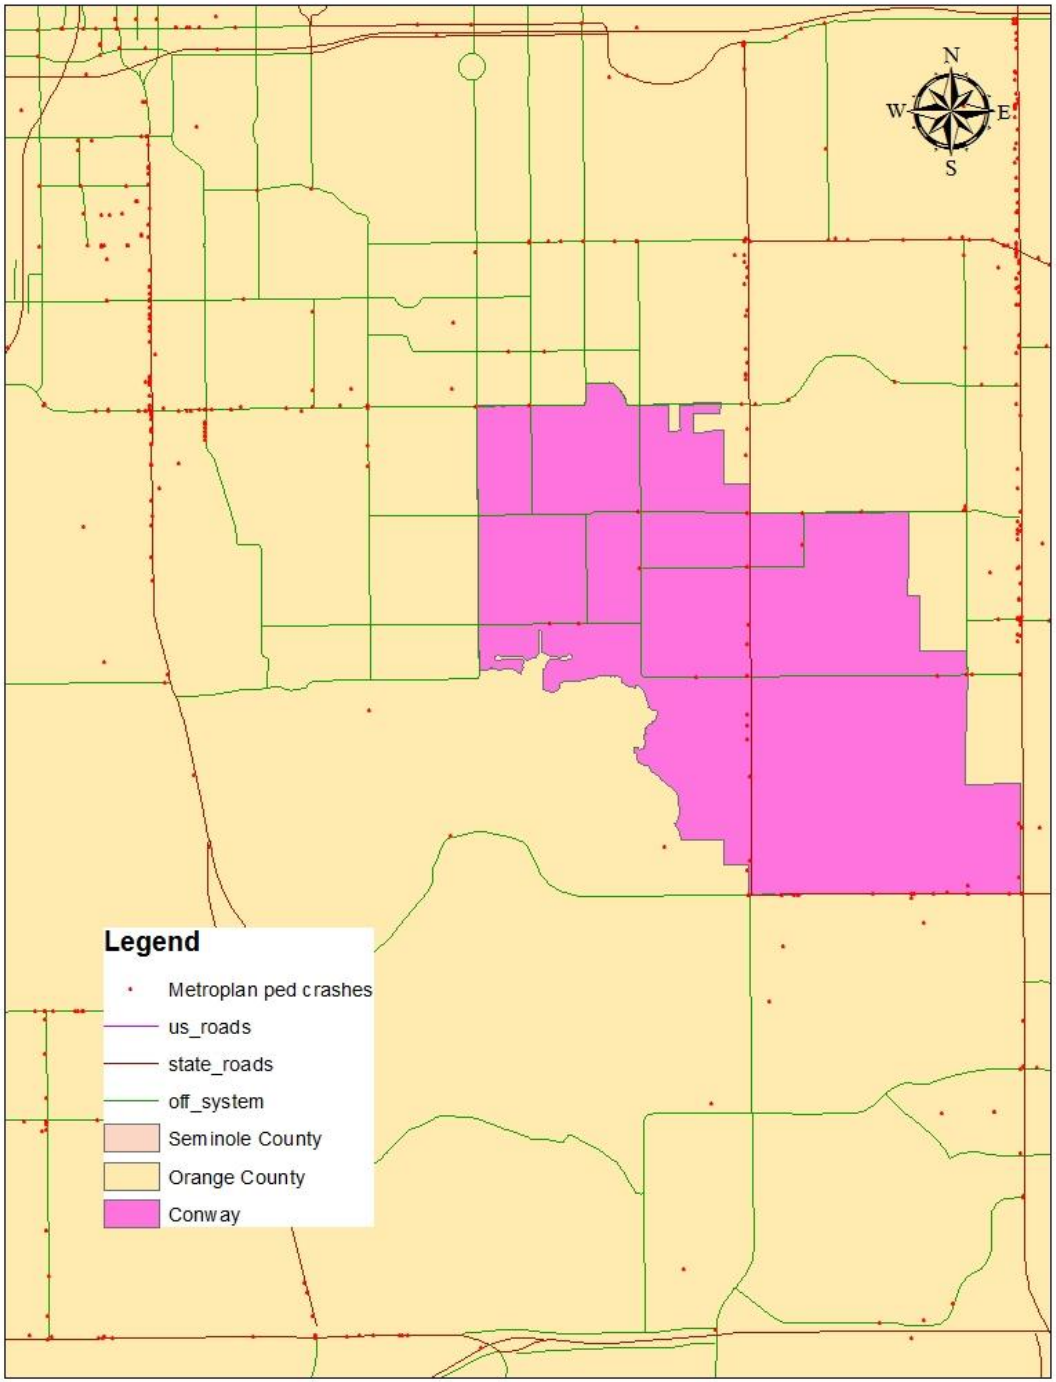 N
W E
S
Legend
Metroplan ped crashes
us_roads
state_roads
off_system
Seminole County
Orange County
Conway